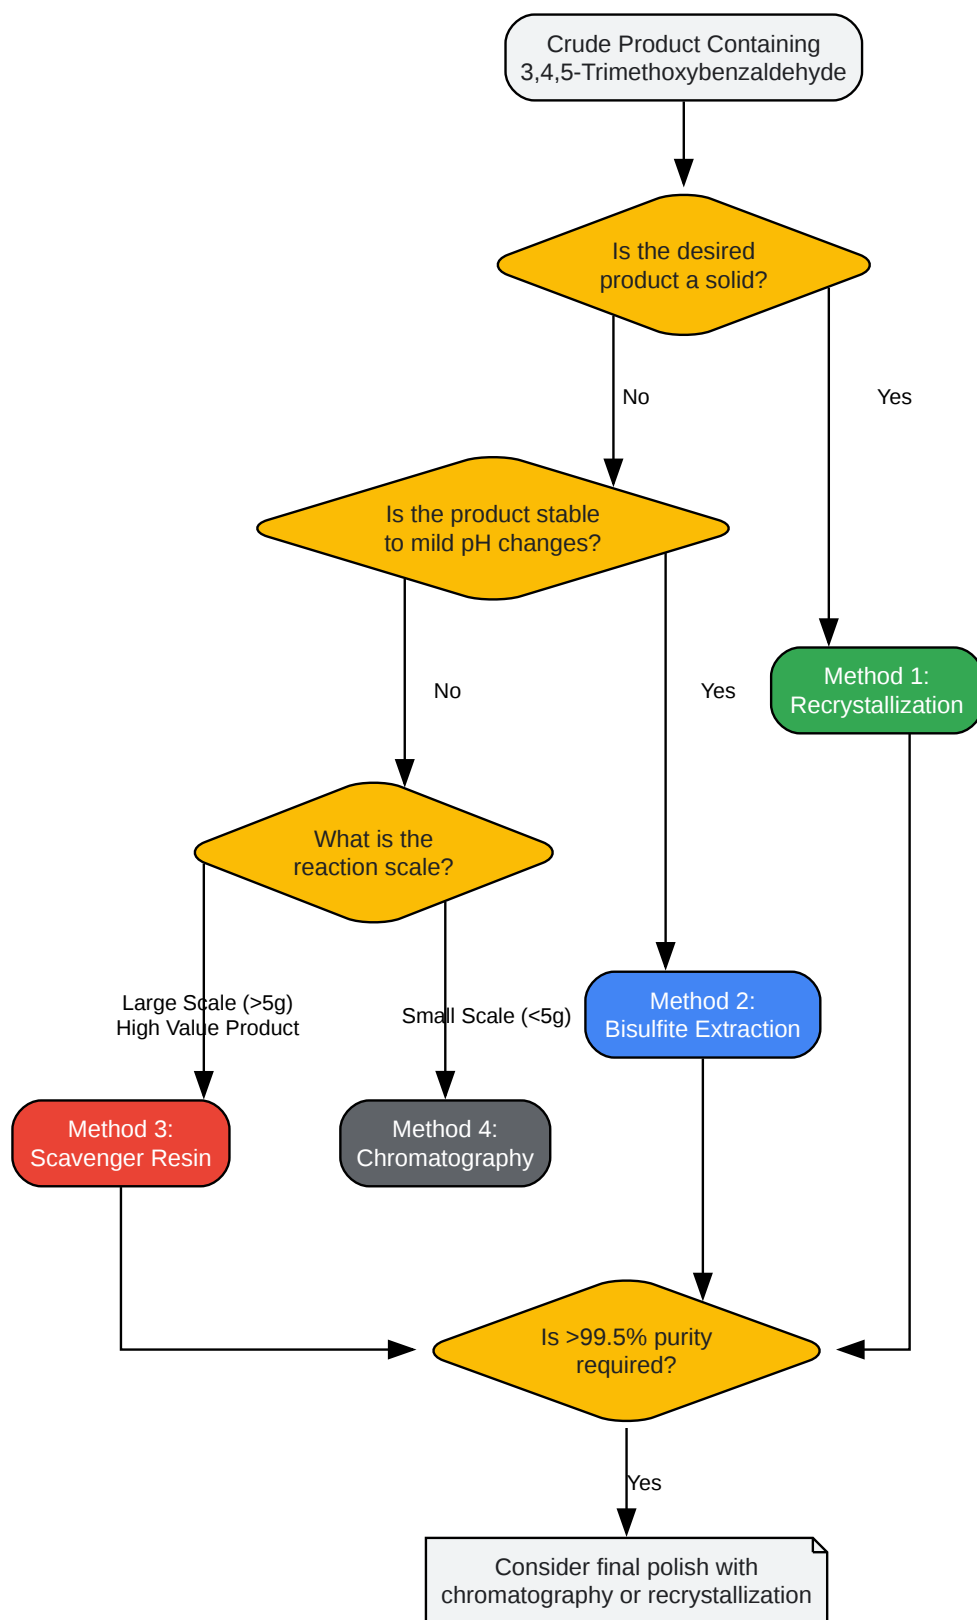 Crude Product Containing
3,4,5-Trimethoxybenzaldehyde
Is the desired
product a solid?
No
Yes
Is the product stable
to mild pH changes?
Method 1:
Recrystallization
No
Yes
What is the
reaction scale?
Large Scale (>5g)
High Value Product
Small Scale (<5g)
Method 2:
Bisulfite Extraction
Method 3:
Scavenger Resin
Method 4:
Chromatography
Is >99.5% purity
required?
Yes
Consider final polish with
chromatography or recrystallization